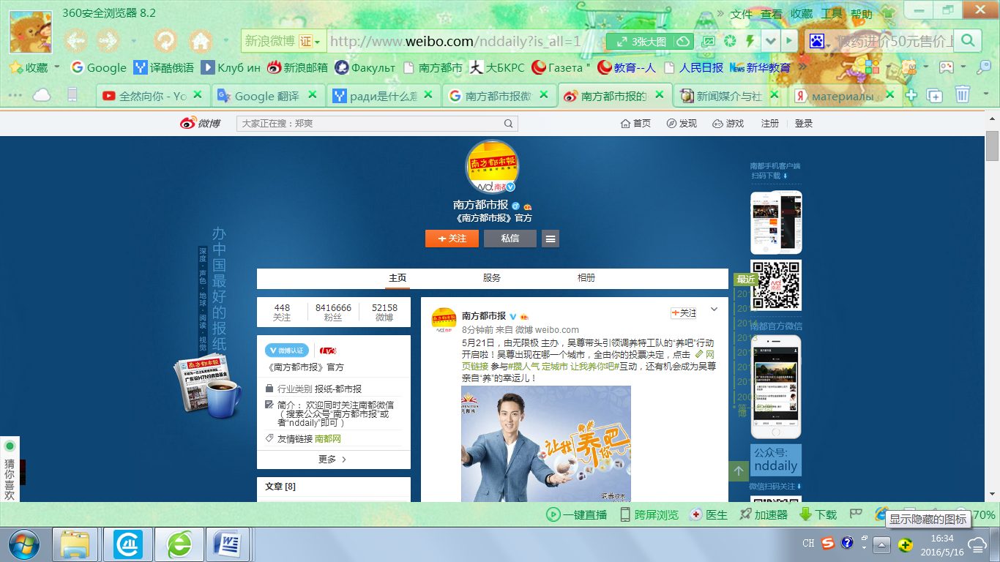 360安全浏览器 8.2
文件 查看 收藏 工具 帮助
新浪微博 证 http://www.weibo.com/nddaily?is_all=1 3张大图 假药进价50元售价上
收藏 Google 译酷俄语 Клуб ин 新浪邮箱 Факульт 南方都市 大БКРС Газета " 教育--人 人民日报 新华教育
全然向你 - Yo Google 翻译 ради是什么意 南方都市报微 南方都市报的 新闻媒介与社 материалы
微博 大家正在搜：郑爽 首页 发现 游戏 注册 登录
南方都市報
南都
南方都市报
《南方都市报》官方
+ 关注 私信
办中国最好的报纸
深度·声色·地球·阅读·视觉
南都手机客户端
扫码下载
主页 服务 相册
最近
448 8416666 52158
关注 粉丝 微博
微博认证
《南方都市报》官方
行业类别 报纸-都市报
简介： 欢迎同时关注南都微信
（搜索公众号“南方都市报”或
者“nddaily”即可）
友情链接 南都网
更多
文章 [8]
南方都市报
+关注
8分钟前 来自 微博 weibo.com
5月21日，由无限极 主办，吴尊带头引领调养特工队的“养吧”行动
开启啦！吴尊出现在哪一个城市，全由你的投票决定，点击 网
页链接 参与#攒人气 定城市 让我养你吧#互动，还有机会成为吴尊
亲自“养”的幸运儿！
无限极
让我养你吧
南都官方微信
公众号:
nddaily
微信扫码关注
猜你喜欢
一键直播 跨屏浏览 医生 加速器 下载 70%
显示隐藏的图标
CH 16:34
2016/5/16